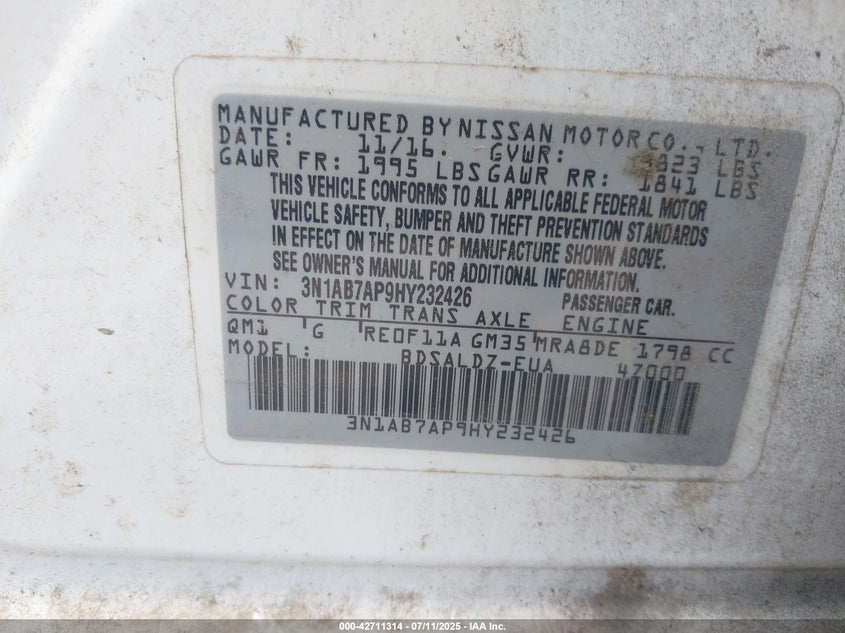 MANUFACTURED BY NISSAN MOTOR CO., LTD.
DATE: 11/16. GVWR: 3823 LBS
GAWR FR: 1995 LBS GAWR RR: 1841 LBS
THIS VEHICLE CONFORMS TO ALL APPLICABLE FEDERAL MOTOR
VEHICLE SAFETY, BUMPER AND THEFT PREVENTION STANDARDS
IN EFFECT ON THE DATE OF MANUFACTURE SHOWN ABOVE.
SEE OWNER'S MANUAL FOR ADDITIONAL INFORMATION.
VIN: 3N1AB7AP9HY232426 PASSENGER CAR.
COLOR TRIM TRANS AXLE ENGINE
QM1 G RE0F11A GM35 MRA8DE 1798 CC
MODEL: BDSALDZ-EUA 47000
3N1AB7AP9HY232426
000-42711314 - 07/11/2025 - IAA Inc.